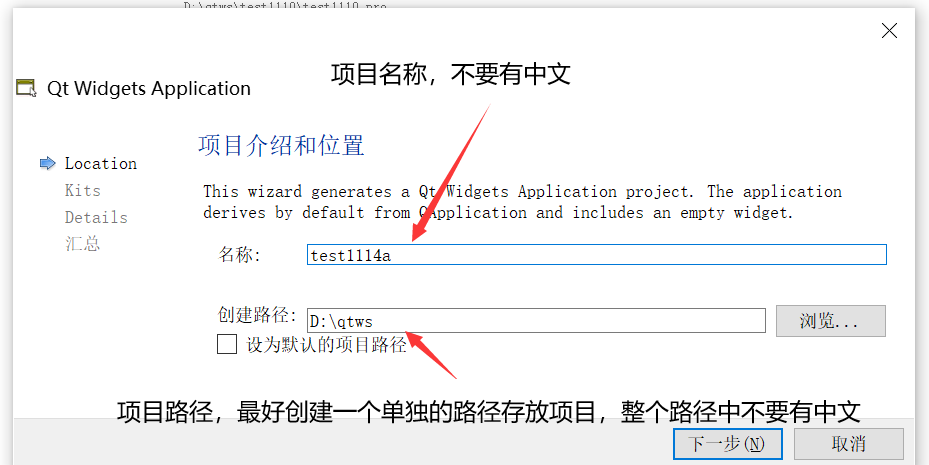 D:\qtws\test1110\test1110.pro
项目名称，不要有中文
Qt Widgets Application
项目介绍和位置
Location
Kits
Details
汇总
This wizard generates a Qt Widgets Application project. The application
derives by default from QApplication and includes an empty widget.
名称：
test1114a
创建路径：
D:\qtws
浏览...
设为默认的项目路径
项目路径，最好创建一个单独的路径存放项目，整个路径中不要有中文
下一步(N)
取消